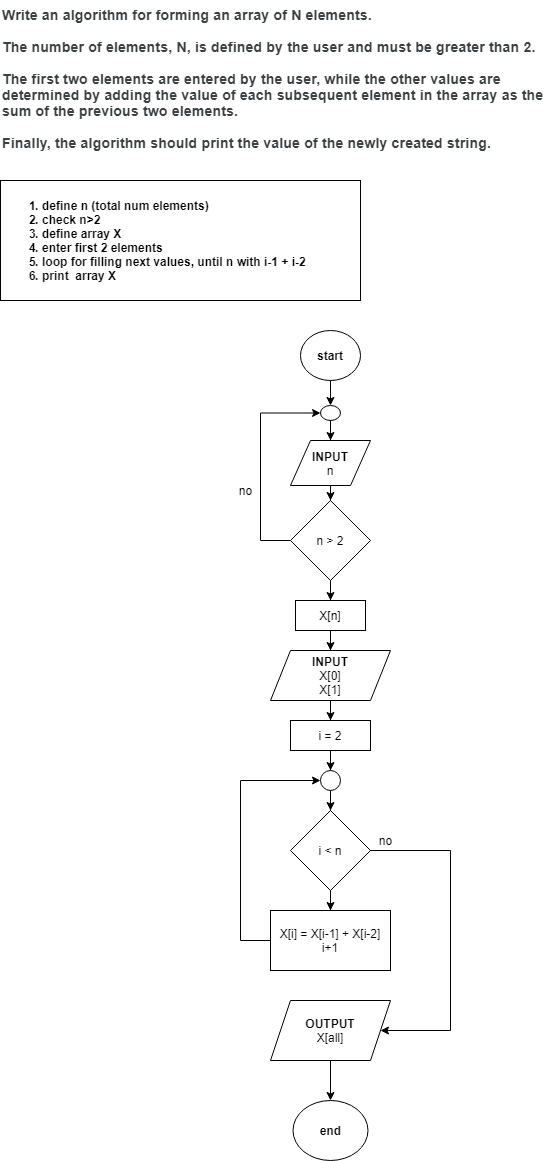 Write an algorithm for forming an array of N elements.
The number of elements, N, is defined by the user and must be greater than 2.
The first two elements are entered by the user, while the other values are
determined by adding the value of each subsequent element in the array as the
sum of the previous two elements.
Finally, the algorithm should print the value of the newly created string.
1. define n (total num elements)
2. check n>2
3. define array X
4. enter first 2 elements
5. loop for filling next values, until n with i-1 + i-2
6. print array X
start
INPUT
n
no
n > 2
X[n]
INPUT
X[0]
X[1]
i = 2
no
i < n
X[i] = X[i-1] + X[i-2]
i+1
OUTPUT
X[all]
end